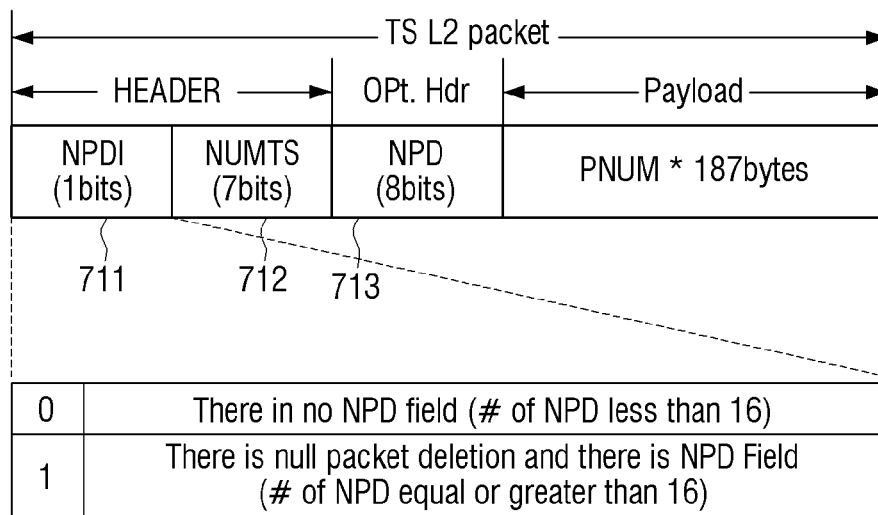 TS L2 packet
HEADER
OPt. Hdr
Payload
NPDI
(1bits)
NUMTS
(7bits)
NPD
(8bits)
PNUM * 187bytes
711
712
713
0
There in no NPD field (# of NPD less than 16)
1
There is null packet deletion and there is NPD Field
(# of NPD equal or greater than 16)